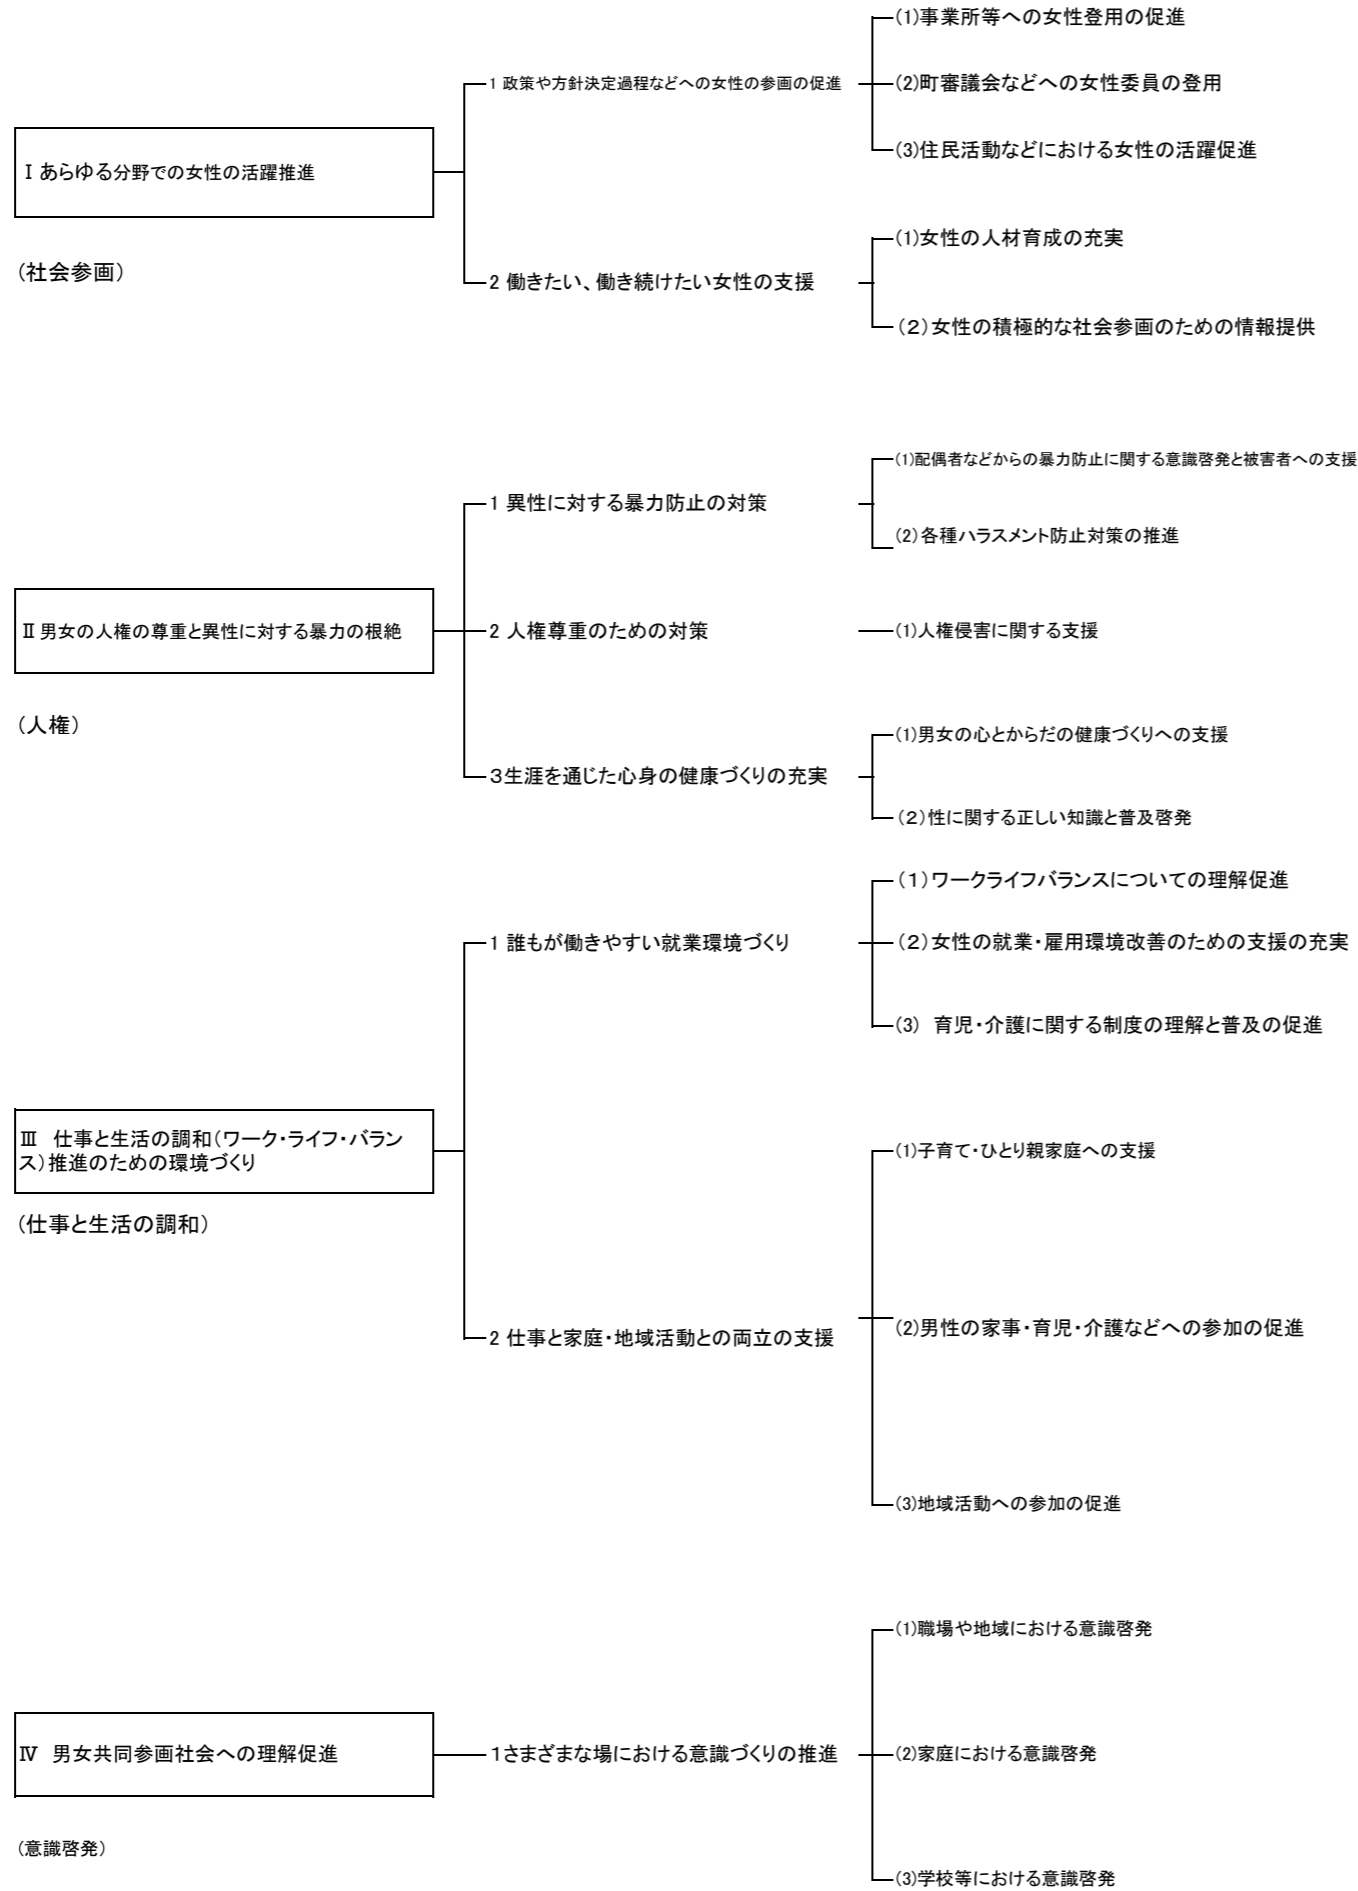 Ⅰ あらゆる分野での女性の活躍推進
(社会参画)
1 政策や方針決定過程などへの女性の参画の促進
(1)事業所等への女性登用の促進
(2)町審議会などへの女性委員の登用
(3)住民活動などにおける女性の活躍促進
2 働きたい、働き続けたい女性の支援
(1)女性の人材育成の充実
(２)女性の積極的な社会参画のための情報提供
Ⅱ 男女の人権の尊重と異性に対する暴力の根絶
(人権)
1 異性に対する暴力防止の対策
(1)配偶者などからの暴力防止に関する意識啓発と被害者への支援
(2)各種ハラスメント防止対策の推進
2 人権尊重のための対策
(1)人権侵害に関する支援
３生涯を通じた心身の健康づくりの充実
(1)男女の心とからだの健康づくりへの支援
(２)性に関する正しい知識と普及啓発
Ⅲ　仕事と生活の調和(ワーク・ライフ・バラン
ス)推進のための環境づくり
(仕事と生活の調和)
1 誰もが働きやすい就業環境づくり
(１)ワークライフバランスについての理解促進
(２)女性の就業・雇用環境改善のための支援の充実
(3)　育児・介護に関する制度の理解と普及の促進
2 仕事と家庭・地域活動との両立の支援
(1)子育て・ひとり親家庭への支援
(2)男性の家事・育児・介護などへの参加の促進
(3)地域活動への参加の促進
Ⅳ　男女共同参画社会への理解促進
(意識啓発)
１さまざまな場における意識づくりの推進
(1)職場や地域における意識啓発
(2)家庭における意識啓発
(3)学校等における意識啓発